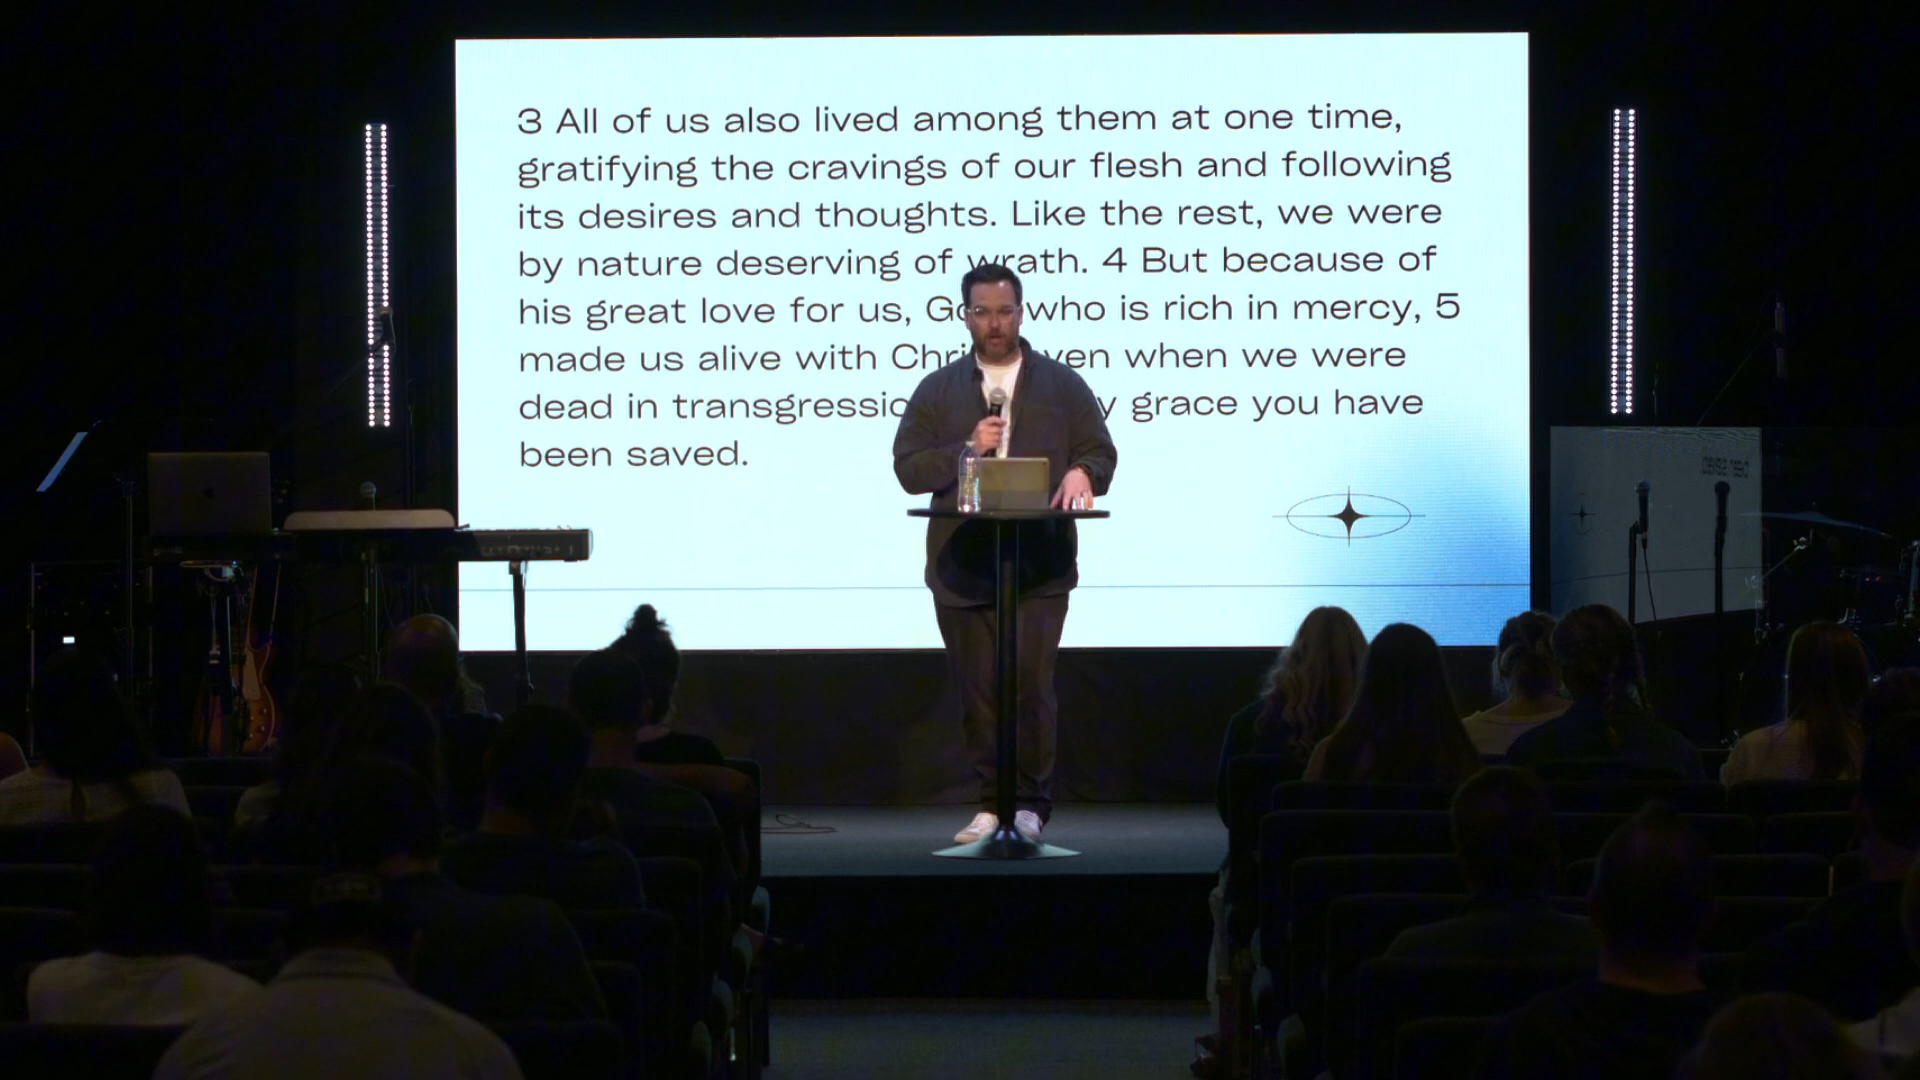 3 All of us also lived among them at one time,
gratifying the cravings of our flesh and following
its desires and thoughts. Like the rest, we were
by nature deserving of wrath. 4 But because of
his great love for us, who is rich in mercy, 5
made us alive with when we were
dead in grace you have
been saved.